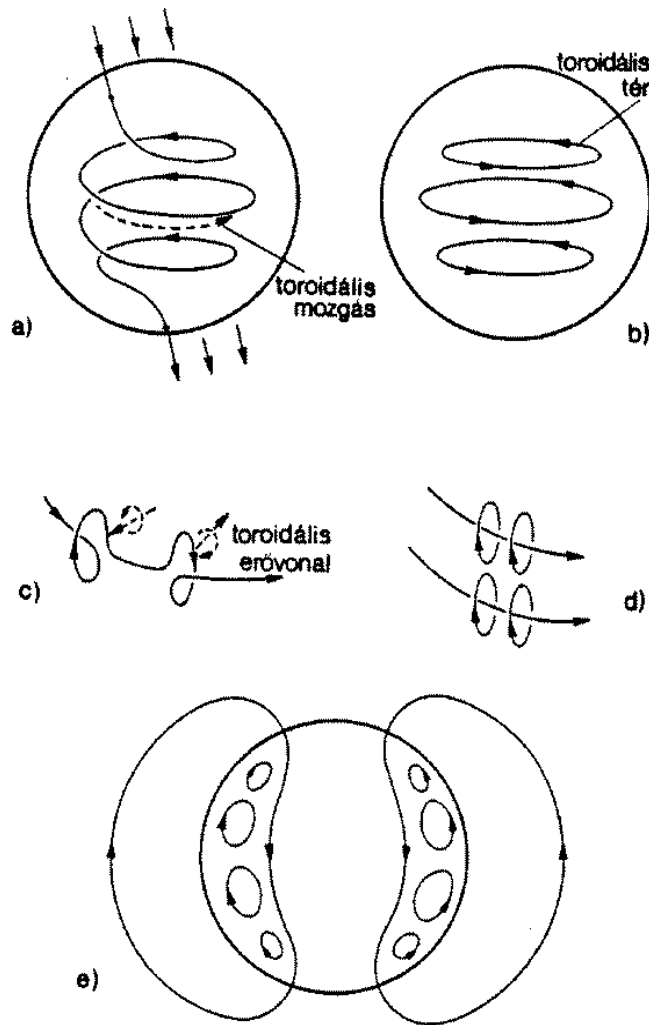 toroidális
tér
toroidális
mozgás
a)
b)
toroidális
erővonal
c)
d)
e)